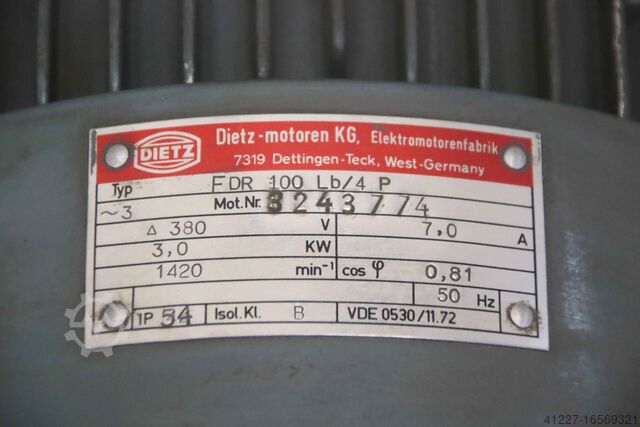 DIETZ
Dietz-motoren KG, Elektromotorenfabrik
7319 Dettingen-Teck, West-Germany
Typ FDR 100 Lb/4 P
~3 Mot.Nr. 3243774
Δ 380 V 7,0 A
3,0 KW
1420 min⁻¹ cos φ 0,81
50 Hz
IP 54 Isol.Kl. B VDE 0530/11.72
41227-16569321